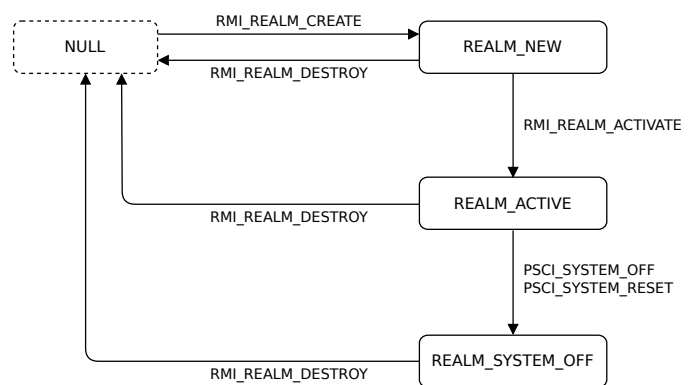 RMI_REALM_CREATE
NULL
REALM_NEW
RMI_REALM_DESTROY
RMI_REALM_ACTIVATE
REALM_ACTIVE
RMI_REALM_DESTROY
PSCI_SYSTEM_OFF
PSCI_SYSTEM_RESET
REALM_SYSTEM_OFF
RMI_REALM_DESTROY